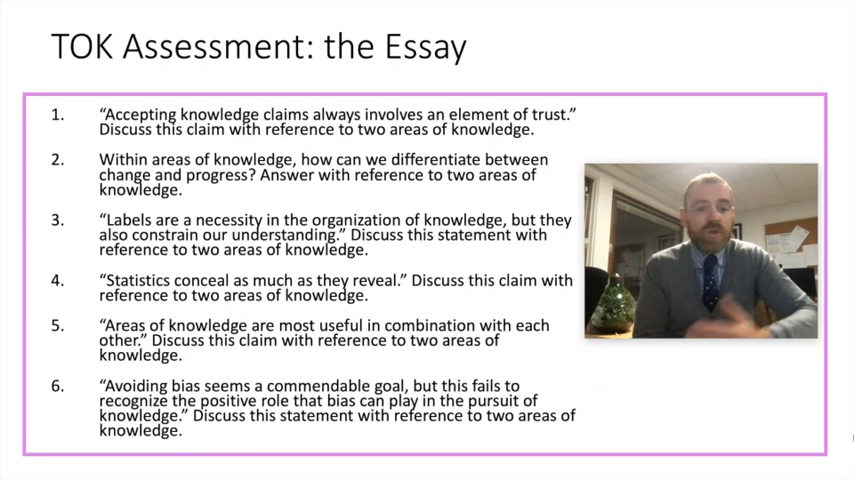 TOK Assessment: the Essay
1. “Accepting knowledge claims always involves an element of trust.”
Discuss this claim with reference to two areas of knowledge.
2. Within areas of knowledge, how can we differentiate between
change and progress? Answer with reference to two areas of
knowledge.
3. “Labels are a necessity in the organization of knowledge, but they
also constrain our understanding.” Discuss this statement with
reference to two areas of knowledge.
4. “Statistics conceal as much as they reveal.” Discuss this claim with
reference to two areas of knowledge.
5. “Areas of knowledge are most useful in combination with each
other.” Discuss this claim with reference to two areas of
knowledge.
6. “Avoiding bias seems a commendable goal, but this fails to
recognize the positive role that bias can play in the pursuit of
knowledge.” Discuss this statement with reference to two areas of
knowledge.